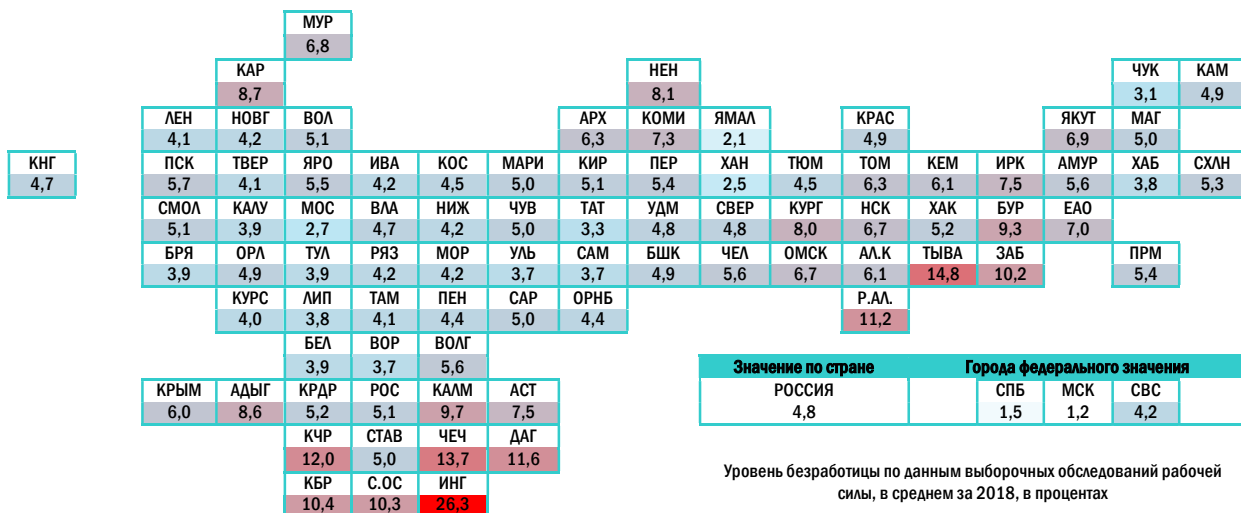 МУР
6,8
КАР НЕН ЧУК КАМ
8,7 8,1 3,1 4,9
ЛЕН НОВГ ВОЛ АРХ КОМИ ЯМАЛ КРАС ЯКУТ МАГ
4,1 4,2 5,1 6,3 7,3 2,1 4,9 6,9 5,0
КНГ ПСК ТВЕР ЯРО ИВА КОС МАРИ КИР ПЕР ХАН ТЮМ ТОМ КЕМ ИРК АМУР ХАБ СХЛН
4,7 5,7 4,1 5,5 4,2 4,5 5,0 5,1 5,4 2,5 4,5 6,3 6,1 7,5 5,6 3,8 5,3
СМОЛ КАЛУ МОС ВЛА НИЖ ЧУВ ТАТ УДМ СВЕР КУРГ НСК ХАК БУР ЕАО
5,1 3,9 2,7 4,7 4,2 5,0 3,3 4,8 4,8 8,0 6,7 5,2 9,3 7,0
БРЯ ОРЛ ТУЛ РЯЗ МОР УЛЬ САМ БШК ЧЕЛ ОМСК АЛ.К ТЫВА ЗАБ ПРМ
3,9 4,9 3,9 4,2 4,2 3,7 3,7 4,9 5,6 6,7 6,1 14,8 10,2 5,4
КУРС ЛИП ТАМ ПЕН САР ОРНБ Р.АЛ.
4,0 3,8 4,1 4,4 5,0 4,4 11,2
БЕЛ ВОР ВОЛГ
3,9 3,7 5,6
Значение по стране Города федерального значения
КРЫМ АДЫГ КРДР РОС КАЛМ АСТ РОССИЯ СПБ МСК СВС
6,0 8,6 5,2 5,1 9,7 7,5 4,8 1,5 1,2 4,2
КЧР СТАВ ЧЕЧ ДАГ
12,0 5,0 13,7 11,6
КБР С.ОС ИНГ
10,4 10,3 26,3
Уровень безработицы по данным выборочных обследований рабочей
силы, в среднем за 2018, в процентах